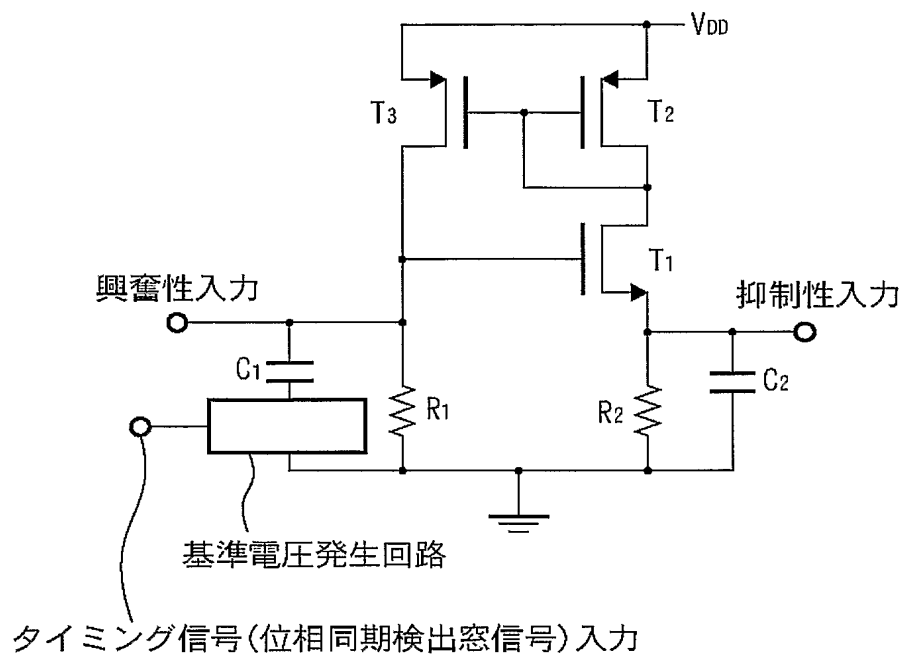 VDD
T3
T2
T1
興奮性入力
抑制性入力
C1
R1
R2
C2
基準電圧発生回路
タイミング信号(位相同期検出窓信号)入力